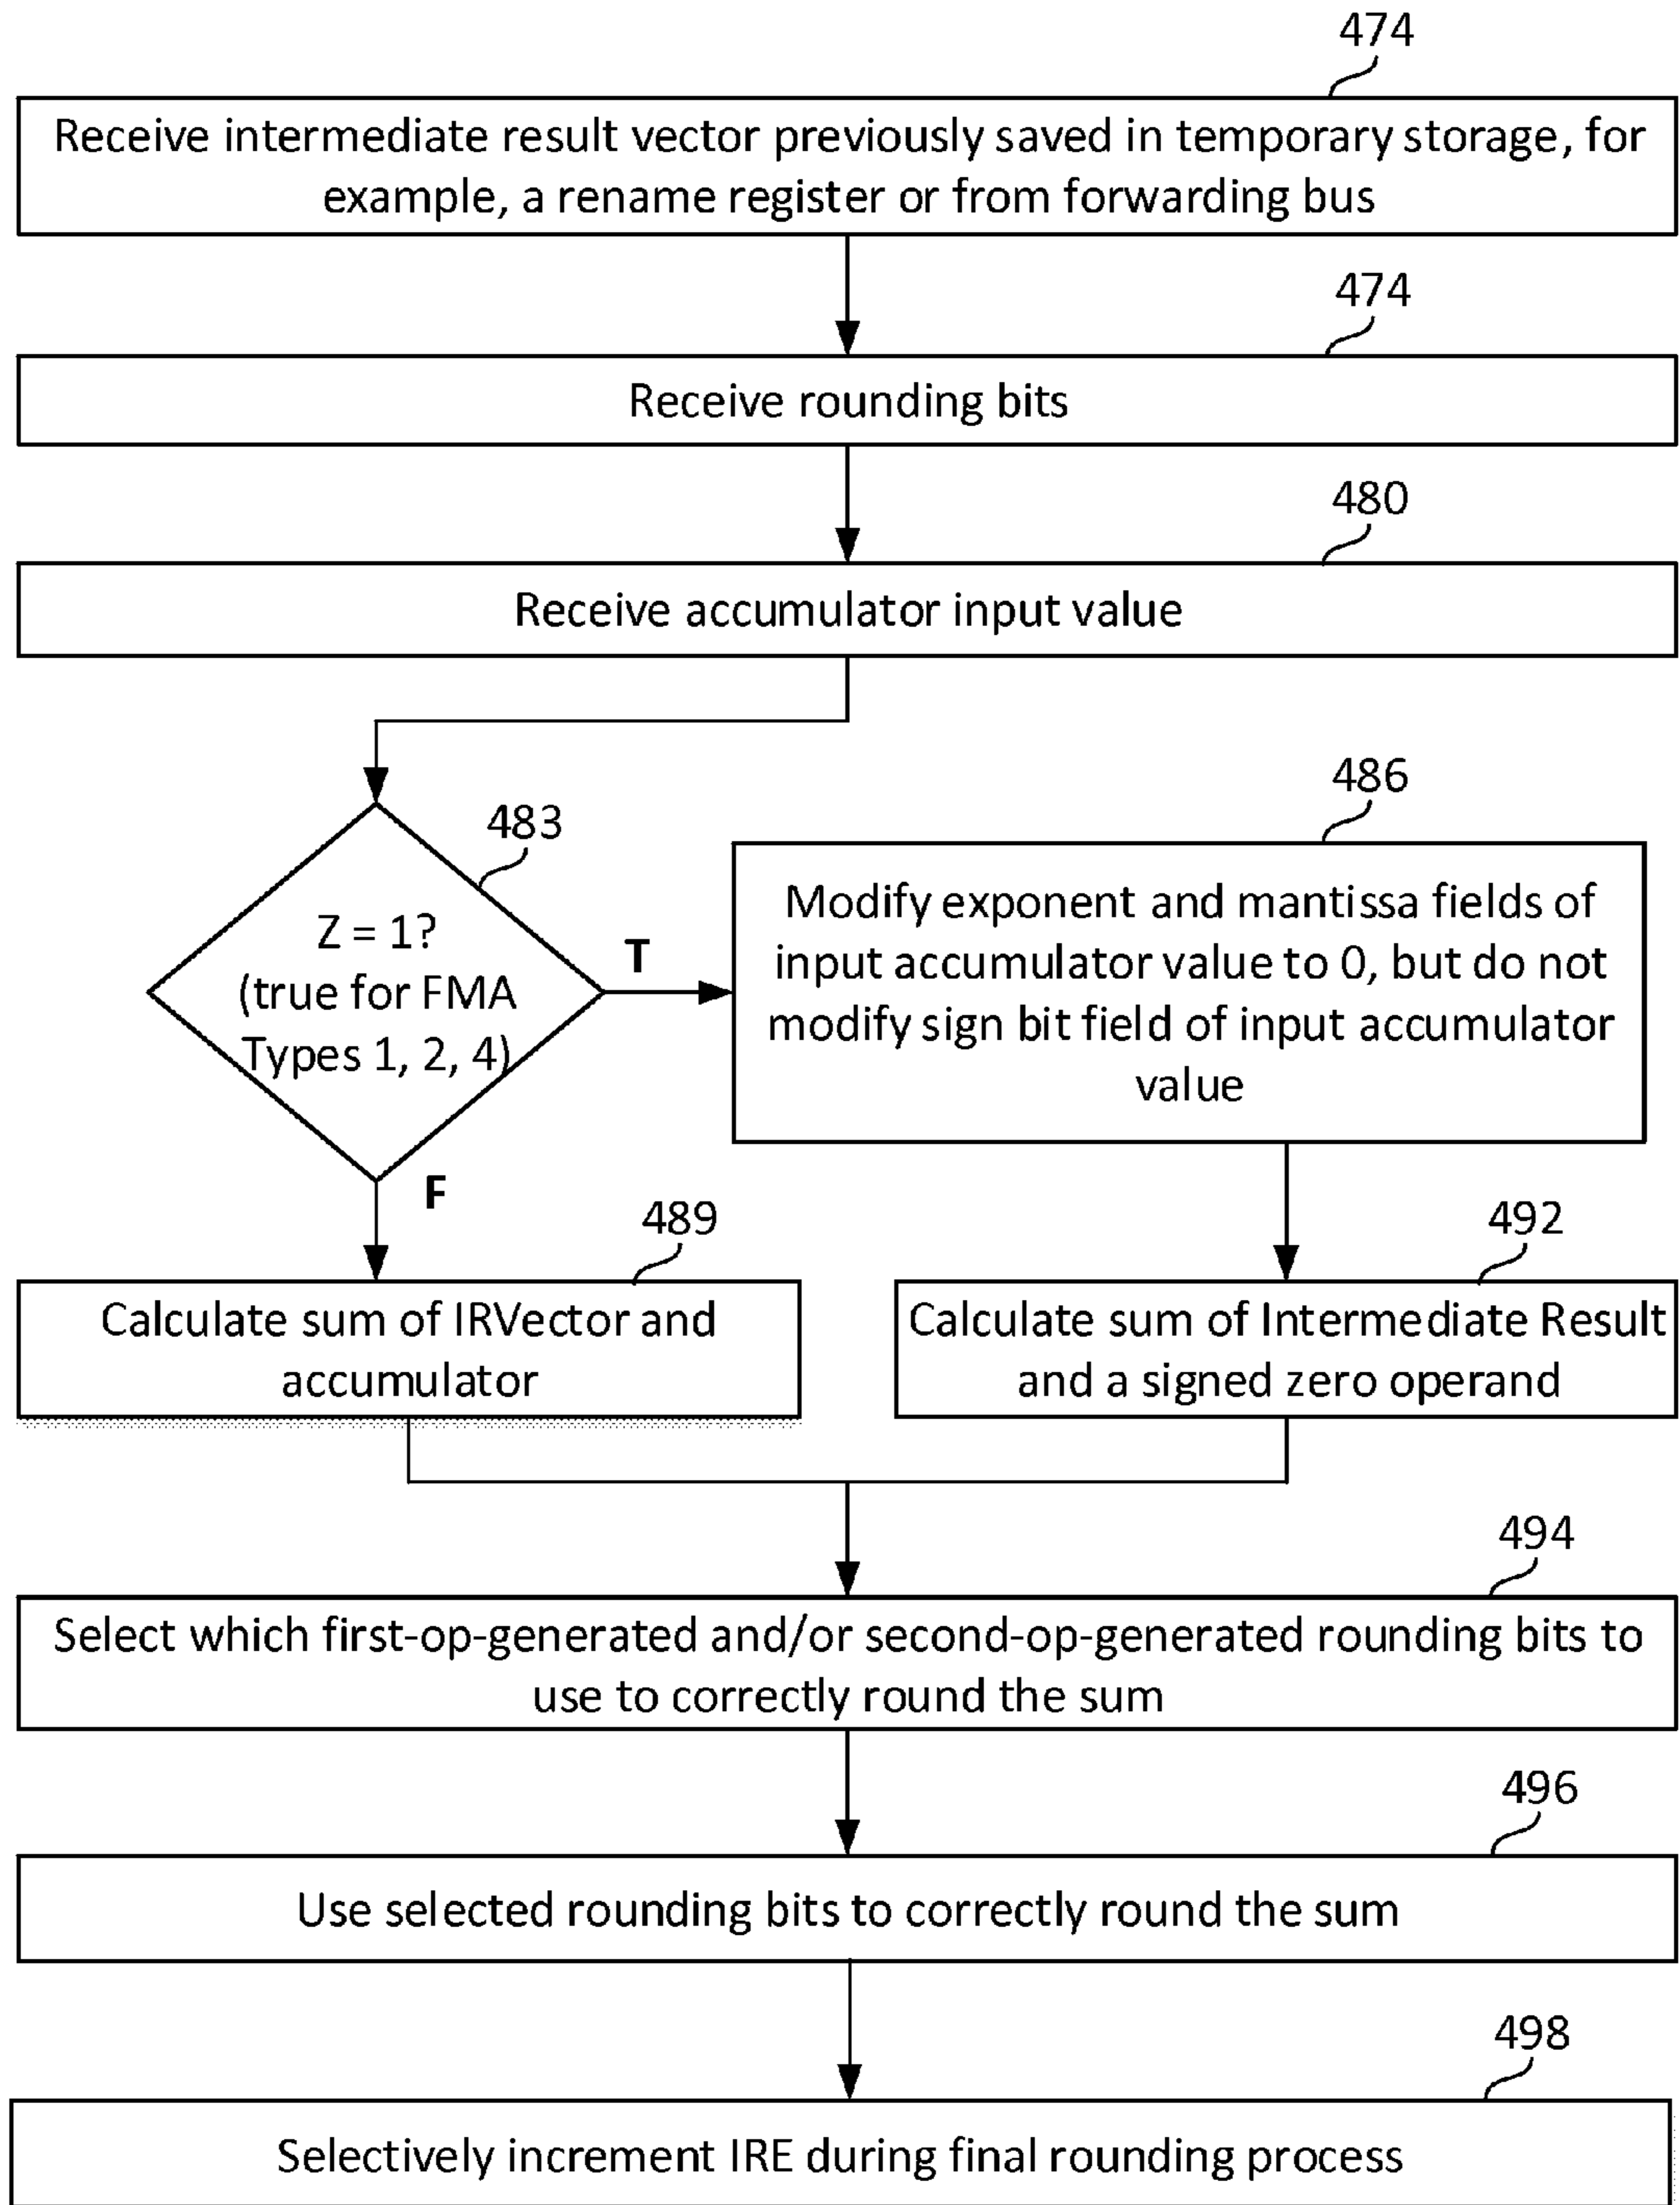 474
Receive intermediate result vector previously saved in temporary storage, for
example, a rename register or from forwarding bus
474
Receive rounding bits
480
Receive accumulator input value
483
Z = 1?
(true for FMA
Types 1, 2, 4)
T
F
486
Modify exponent and mantissa fields of
input accumulator value to 0, but do not
modify sign bit field of input accumulator
value
489
Calculate sum of IRVector and
accumulator
492
Calculate sum of Intermediate Result
and a signed zero operand
494
Select which first-op-generated and/or second-op-generated rounding bits to
use to correctly round the sum
496
Use selected rounding bits to correctly round the sum
498
Selectively increment IRE during final rounding process